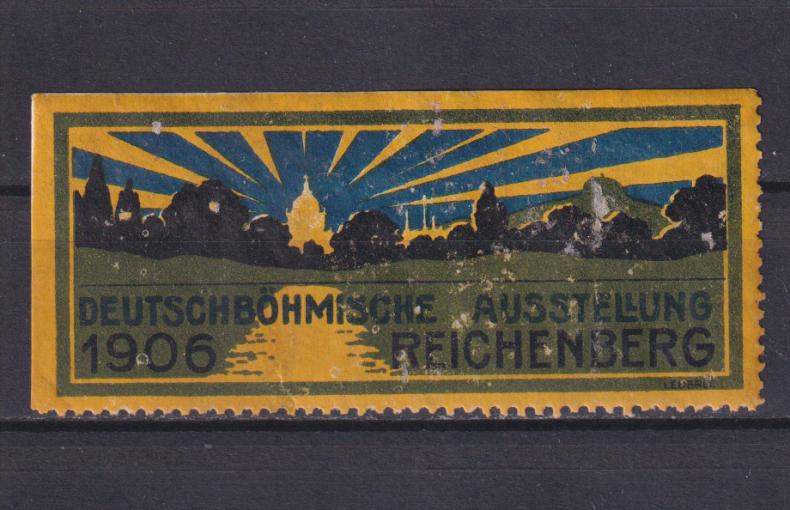 DEUTSCHBÖHMISCHE AUSSTELLUNG
1906 REICHENBERG